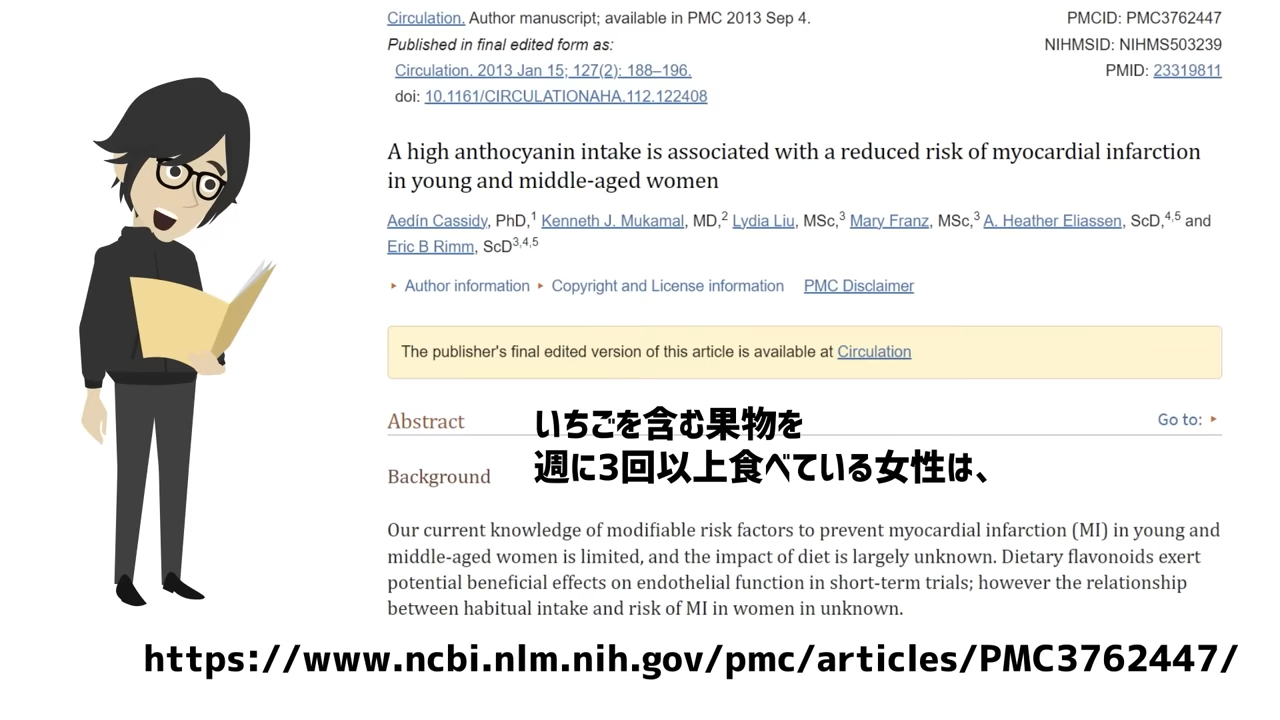 Circulation. Author manuscript; available in PMC 2013 Sep 4.
PMCID: PMC3762447
Published in final edited form as:
NIHMSID: NIHMS503239
Circulation. 2013 Jan 15; 127(2): 188–196.
PMID: 23319811
doi: 10.1161/CIRCULATIONAHA.112.122408
A high anthocyanin intake is associated with a reduced risk of myocardial infarction
in young and middle-aged women
Aedín Cassidy, PhD,1 Kenneth J. Mukamal, MD,2 Lydia Liu, MSc,3 Mary Franz, MSc,3 A. Heather Eliassen, ScD,4,5 and
Eric B Rimm, ScD3,4,5
▸ Author information ▸ Copyright and License information PMC Disclaimer
The publisher's final edited version of this article is available at Circulation
Abstract
Go to: ▸
いちごを含む果物を
週に3回以上食べている女性は、
Background
Our current knowledge of modifiable risk factors to prevent myocardial infarction (MI) in young and
middle-aged women is limited, and the impact of diet is largely unknown. Dietary flavonoids exert
potential beneficial effects on endothelial function in short-term trials; however the relationship
between habitual intake and risk of MI in women in unknown.
https://www.ncbi.nlm.nih.gov/pmc/articles/PMC3762447/